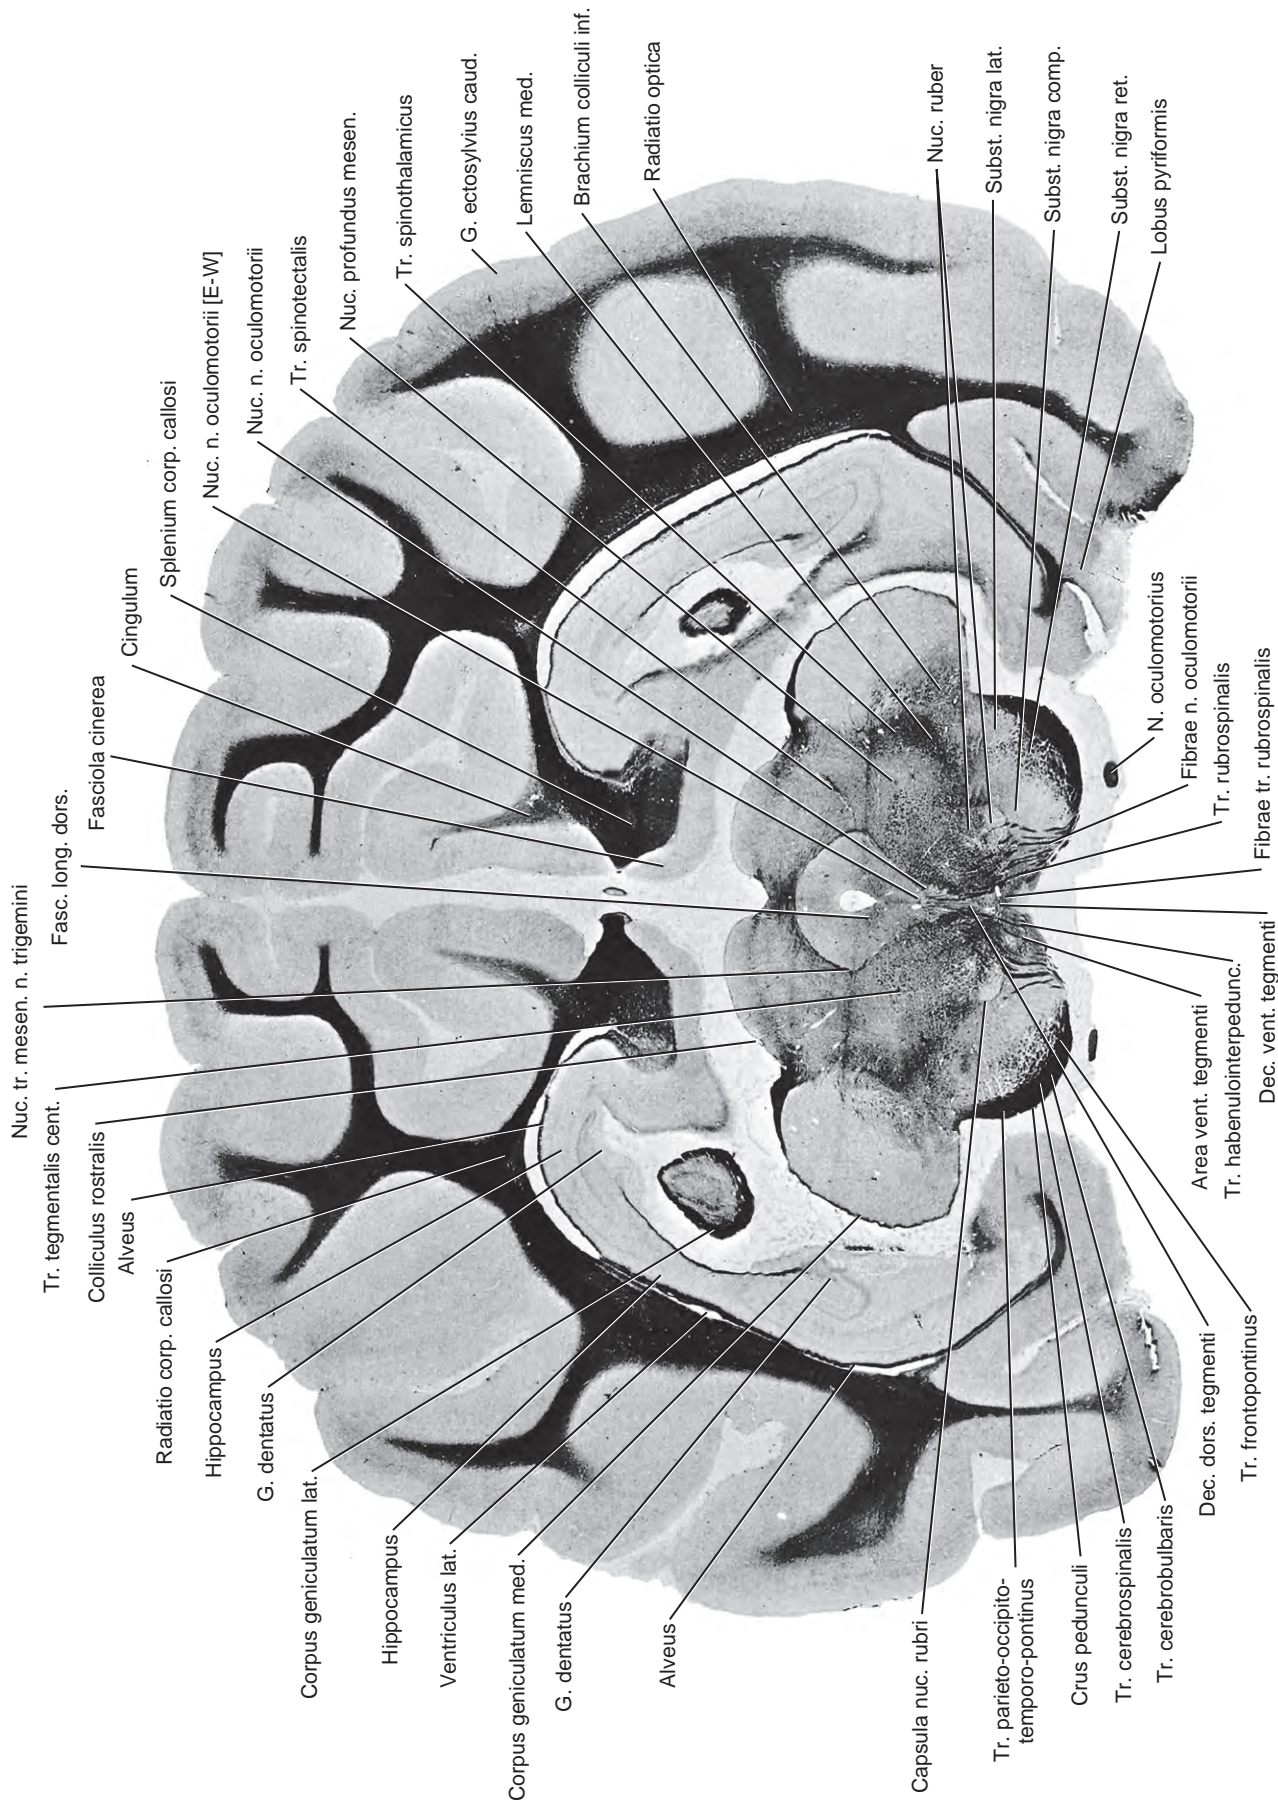 Nuc. tr. mesen. n. trigemini
Fasc. long. dors.
Fasciola cinerea
Cingulum
Splenium corp. callosi
Nuc. n. oculomotorii [E-W]
Nuc. n. oculomotorii
Tr. spinotectalis
Nuc. profundus mesen.
Tr. spinothalamicus
G. ectosylvius caud.
Lemniscus med.
Brachium colliculi inf.
Radiatio optica
Nuc. ruber
Subst. nigra lat.
Subst. nigra comp.
Subst. nigra ret.
Lobus pyriformis
N. oculomotorius
Fibrae n. oculomotorii
Tr. rubrospinalis
Fibrae tr. rubrospinalis
Dec. vent. tegmenti
Tr. habenulointerpedunc.
Area vent. tegmenti
Tr. tegmentalis cent.
Colliculus rostralis
Alveus
Radiatio corp. callosi
Hippocampus
G. dentatus
Corpus geniculatum lat.
Hippocampus
Ventriculus lat.
Corpus geniculatum med.
G. dentatus
Alveus
Capsula nuc. rubri
Tr. parieto-occipito-
temporo-pontinus
Crus pedunculi
Tr. cerebrospinalis
Tr. cerebrobulbaris
Dec. dors. tegmenti
Tr. frontopontinus